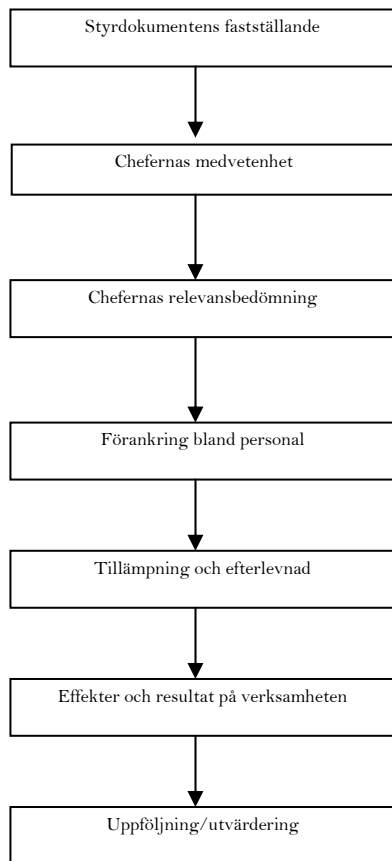 Styrdokumentens fastställande
Chefernas medvetenhet
Chefernas relevansbedömning
Förankring bland personal
Tillämpning och efterlevnad
Effekter och resultat på verksamheten
Uppföljning/utvärdering